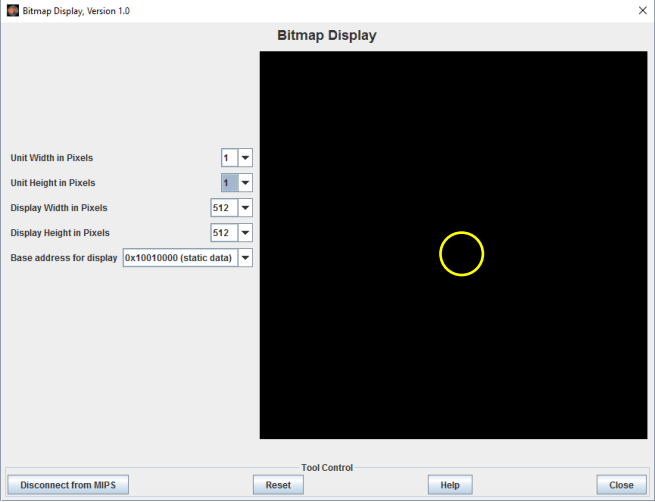 Bitmap Display, Version 1.0
Bitmap Display
Unit Width in Pixels 1
Unit Height in Pixels 1
Display Width in Pixels 512
Display Height in Pixels 512
Base address for display 0x10010000 (static data)
Tool Control
Disconnect from MIPS Reset Help Close